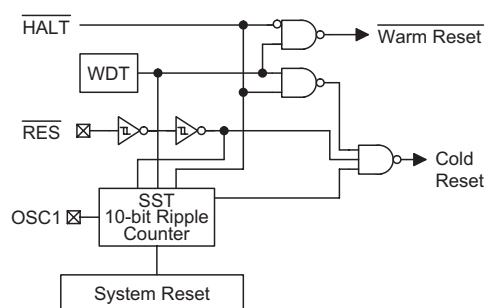 HALT
Warm Reset
WDT
RES
Cold
Reset
SST
10-bit Ripple
Counter
OSC1
System Reset